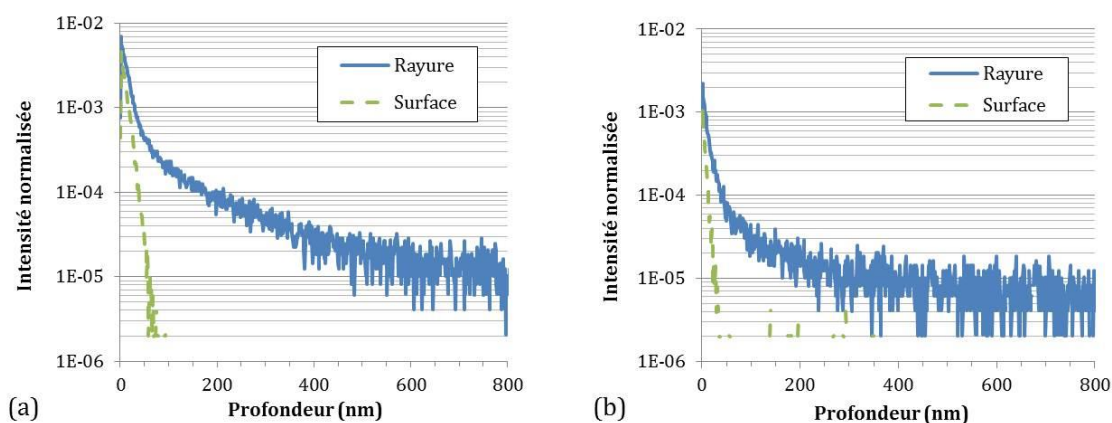 1E-02
1E-03
1E-04
1E-05
1E-06
Intensité normalisée
Rayure
Surface
0 200 400 600 800
Profondeur (nm)
(a)
1E-02
1E-03
1E-04
1E-05
1E-06
Intensité normalisée
Rayure
Surface
0 200 400 600 800
Profondeur (nm)
(b)